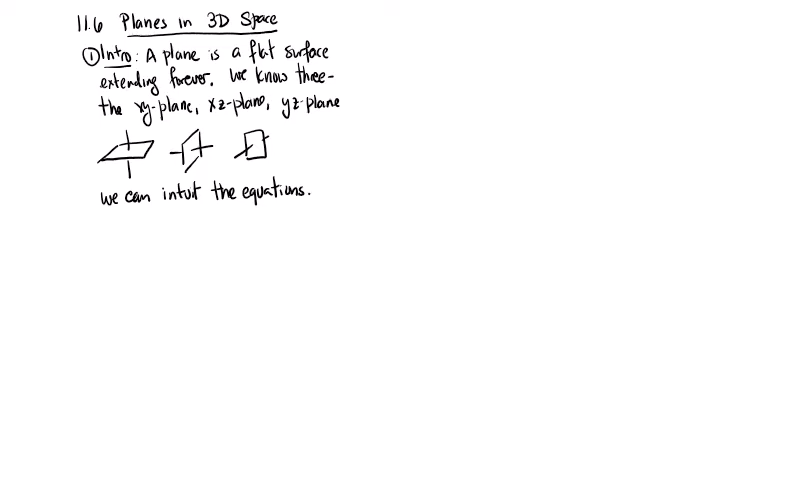 11.6 Planes in 3D Space
① Intro: A plane is a flat surface
extending forever. We know three-
the xy-plane, xz-plane, yz-plane
we can intuit the equations.